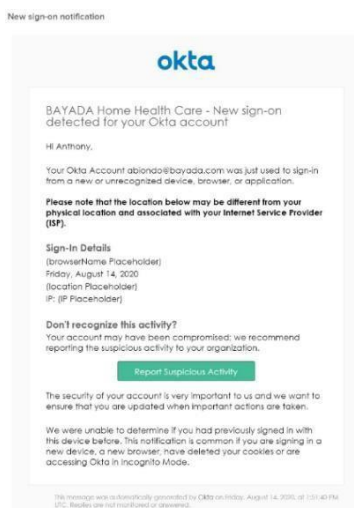 New sign-on notification
okta
BAYADA Home Health Care - New sign-on
detected for your Okta account
Hi Anthony,
Your Okta Account abiondo@bayada.com was just used to sign-in
from a new or unrecognized device, browser, or application.
Please note that the location below may be different from your
physical location and associated with your Internet Service Provider
(ISP).
Sign-In Details
(browserName Placeholder)
Friday, August 14, 2020
(location Placeholder)
IP: (IP Placeholder)
Don't recognize this activity?
Your account may have been compromised; we recommend
reporting the suspicious activity to your organization.
Report Suspicious Activity
The security of your account is very important to us and we want to
ensure that you are updated when important actions are taken.
We were unable to determine if you had previously signed in with
this device before. This notification is common if you are signing in a
new device, a new browser, have deleted your cookies or are
accessing Okta in Incognito Mode.
This message was automatically generated by Okta on Friday, August 14, 2020, at PM
UTC. Replies are not monitored or answered.